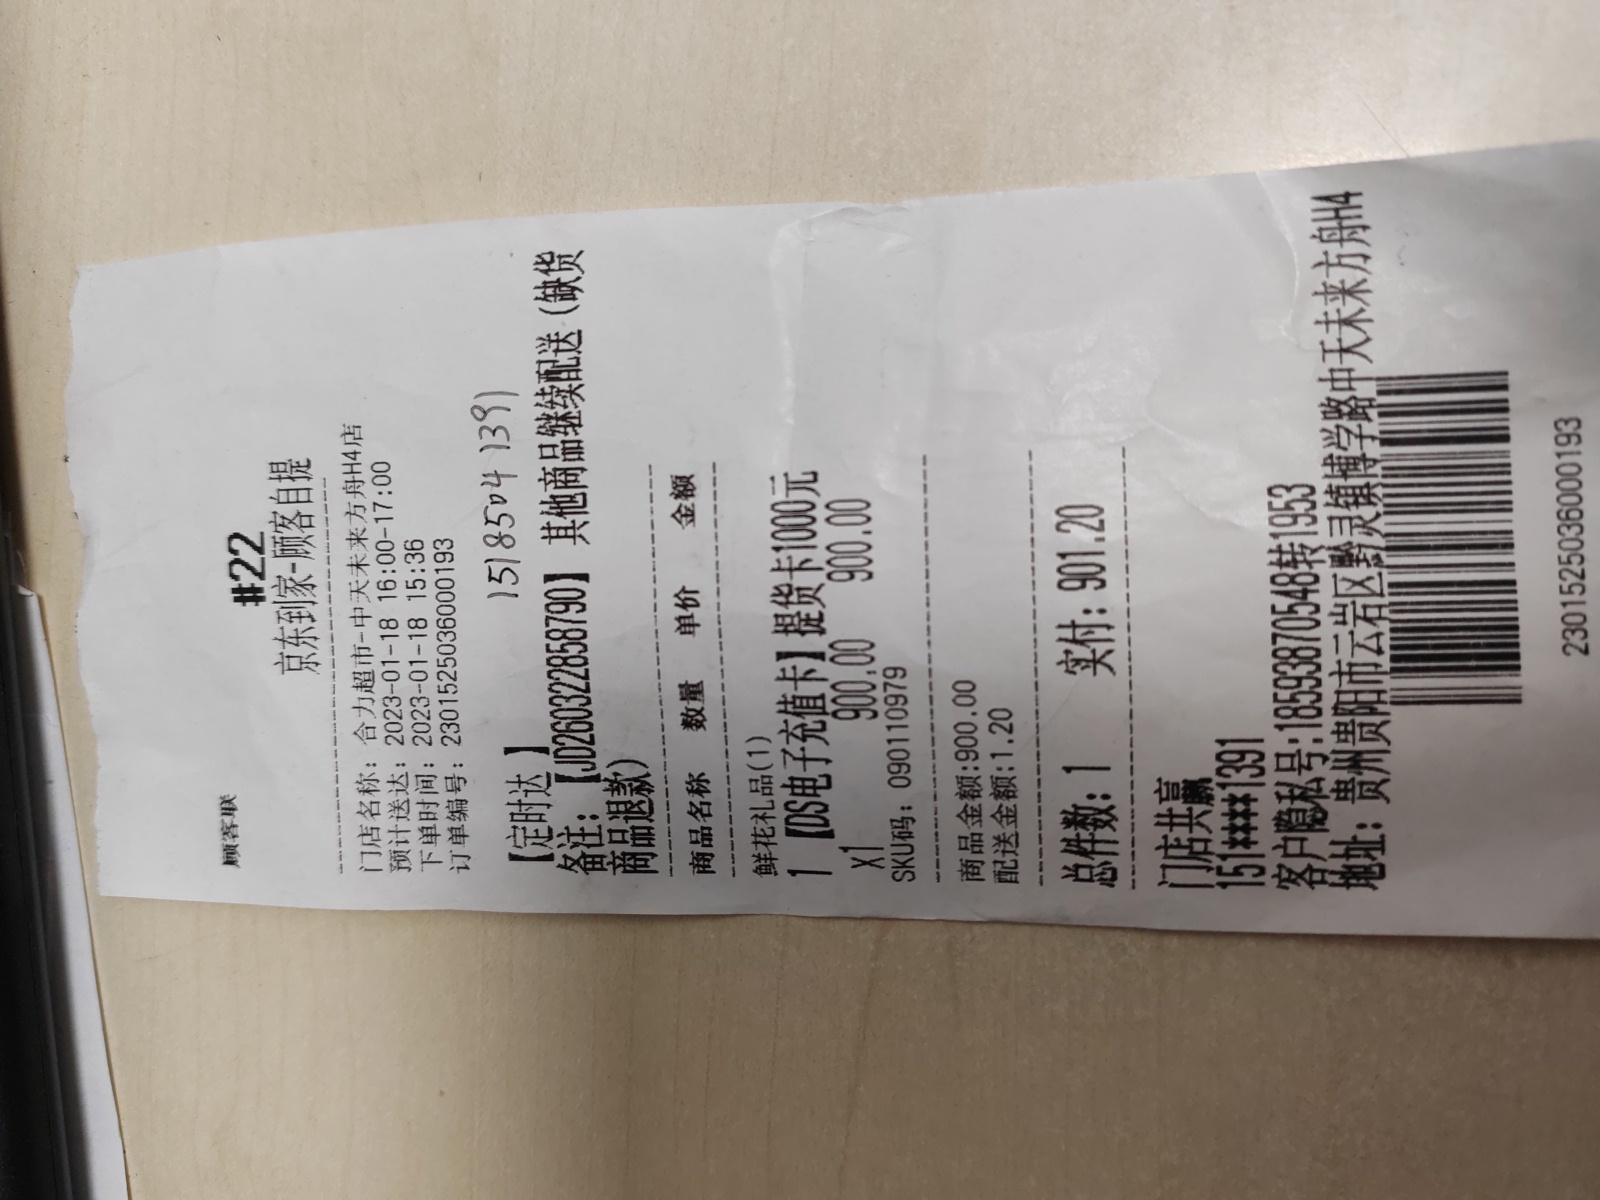 顾客联
#22
京东到家-顾客自提
门店名称: 合力超市-中天未来方舟H4店
预计送达: 2023-01-18 16:00-17:00
下单时间: 2023-01-18 15:36
订单编号: 2301525036000193
15185041391
【定时达 】
备注: 【JD260322858790】 其他商品继续配送 (缺货
商品退款)
商品名称 数量 单价 金额
鲜花礼品(1)
1 【DS电子充值卡】提货卡1000元
x1 900.00 900.00
SKU码: 090110979
商品金额:900.00
配送金额:1.20
总件数: 1 实付: 901.20
门店共赢
151****1391
客户隐私号:18593870548转1953
地址: 贵州贵阳市云岩区黔灵镇博学路中天未来方舟H4
2301525036000193